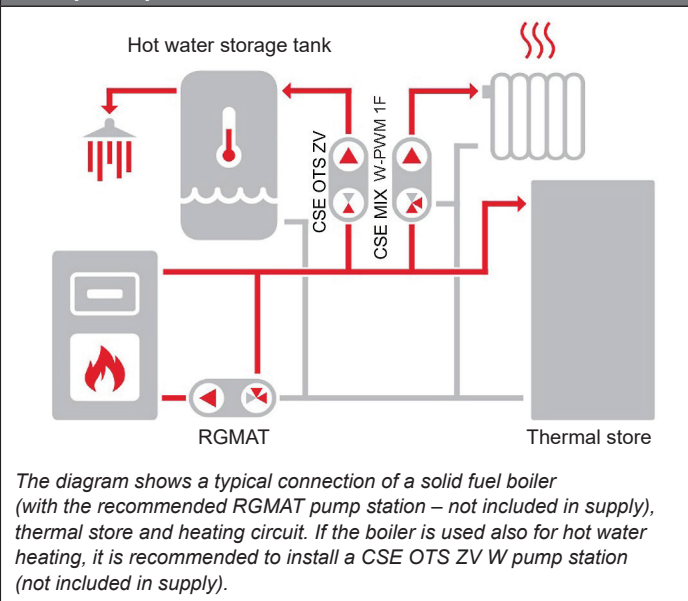 Hot water storage tank
CSE OTS ZV
CSE MIX W-PWM 1F
RGMAT
Thermal store
The diagram shows a typical connection of a solid fuel boiler
(with the recommended RGMAT pump station – not included in supply),
thermal store and heating circuit. If the boiler is used also for hot water
heating, it is recommended to install a CSE OTS ZV W pump station
(not included in supply).